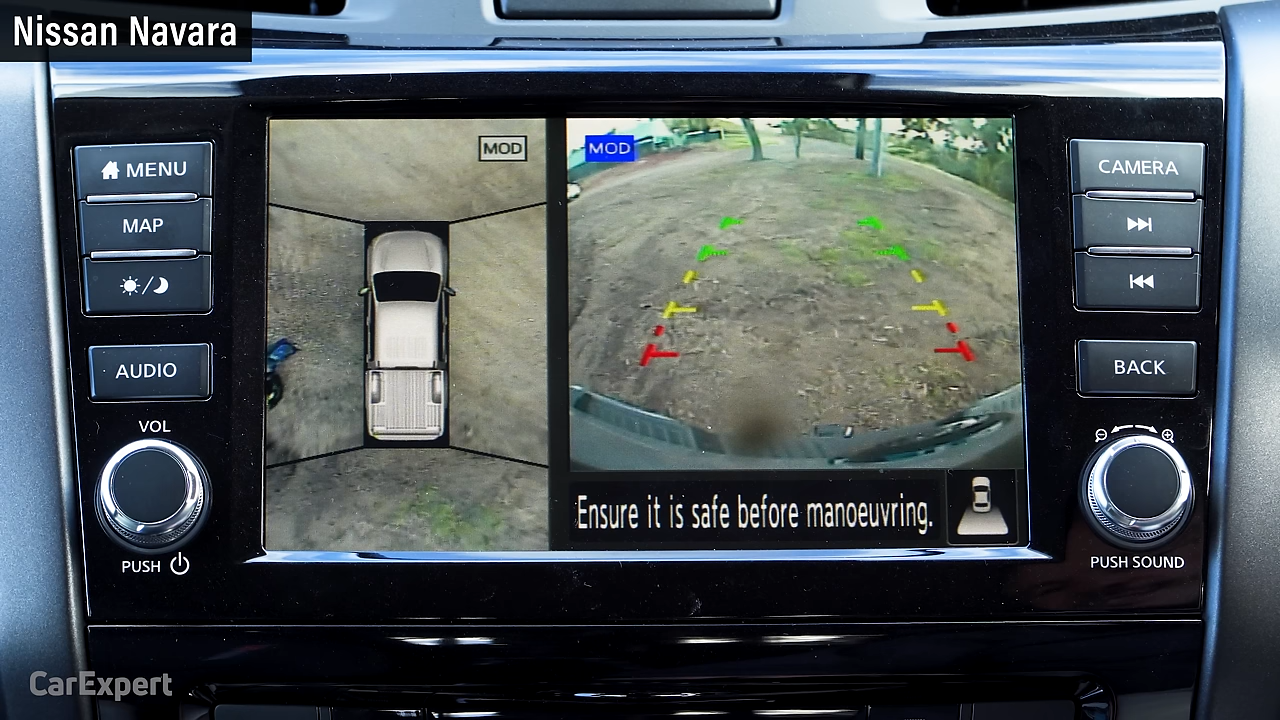 Nissan Navara
MENU
MAP
AUDIO
VOL
PUSH
MOD
MOD
Ensure it is safe before manoeuvring.
CAMERA
BACK
PUSH SOUND
CarExpert